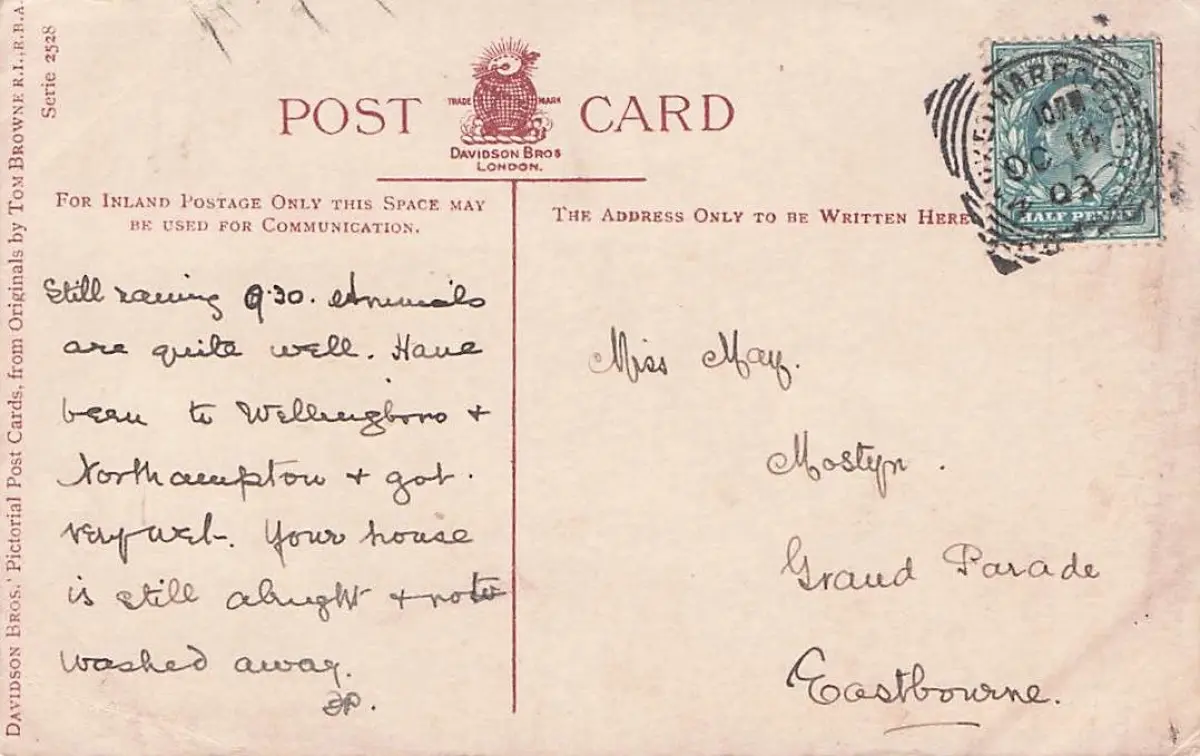 DAVIDSON BROS.' Pictorial Post Cards, from Originals by TOM BROWNE R.I., R.B.A.
Serie 2528
POST CARD
TRADE MARK
DAVIDSON BROS
LONDON.
FOR INLAND POSTAGE ONLY THIS SPACE MAY
BE USED FOR COMMUNICATION.
THE ADDRESS ONLY TO BE WRITTEN HERE
HALF PENNY
OC 14
03
Still raining 9.30. Animals
are quite well. Have
been to Wellingboro +
Northampton + got.
very wet. Your house
is still alright + not
washed away.
Miss May.
Mostyn.
Grand Parade
Eastbourne.